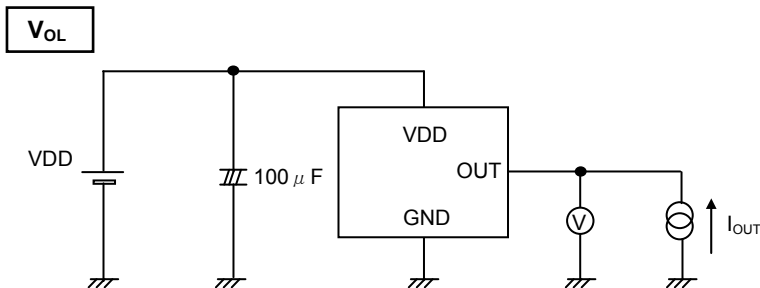 VOL
VDD
100 μ F
VDD
OUT
GND
V
IOUT